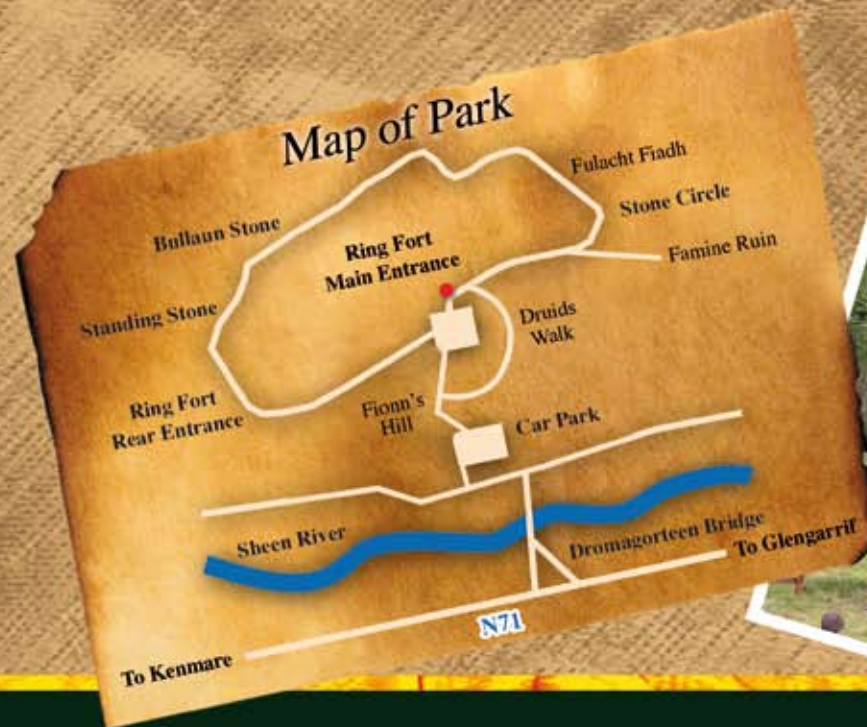 Map of Park
Fulacht Fiadh
Stone Circle
Bullaun Stone
Ring Fort
Main Entrance
Famine Ruin
Standing Stone
Druids
Walk
Ring Fort
Rear Entrance
Fionn's
Hill
Car Park
Sheen River
Dromagorteen Bridge
To Glengarrif
N71
To Kenmare